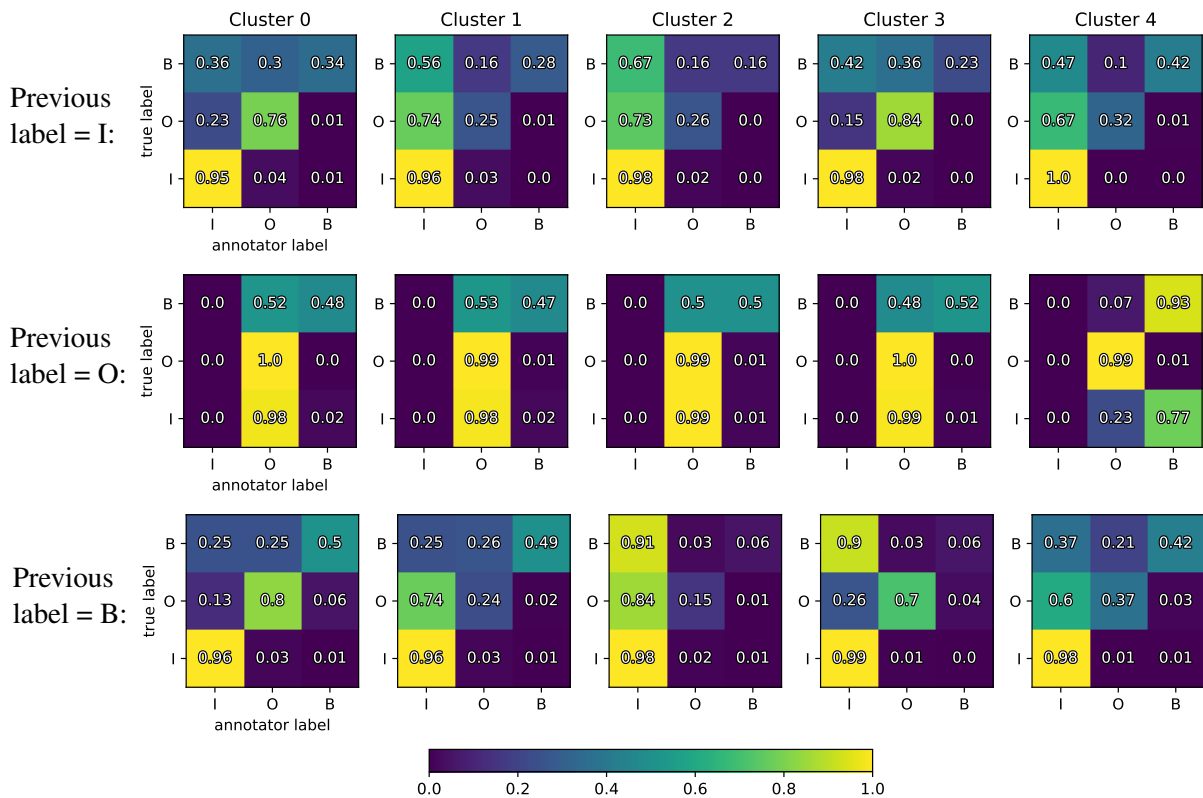 Cluster 0 Cluster 1 Cluster 2 Cluster 3 Cluster 4
Previous
label = I:
true label
B 0.36 0.3 0.34 0.56 0.16 0.28 B 0.67 0.16 0.16 B 0.42 0.36 0.23 B 0.47 0.1 0.42
O 0.23 0.76 0.01 O 0.74 0.25 0.01 O 0.73 0.26 0.0 O 0.15 0.84 0.0 O 0.67 0.32 0.01
I 0.95 0.04 0.01 I 0.96 0.03 0.0 I 0.98 0.02 0.0 I 0.98 0.02 0.0 I 1.0 0.0 0.0
I O B I O B I O B I O B I O B
annotator label
Previous
label = O:
true label
B 0.0 0.52 0.48 B 0.0 0.53 0.47 B 0.0 0.5 0.5 B 0.0 0.48 0.52 B 0.0 0.07 0.93
O 0.0 1.0 0.0 O 0.0 0.99 0.01 O 0.0 0.99 0.01 O 0.0 1.0 0.0 O 0.0 0.99 0.01
I 0.0 0.98 0.02 I 0.0 0.98 0.02 I 0.0 0.99 0.01 I 0.0 0.99 0.01 I 0.0 0.23 0.77
I O B I O B I O B I O B I O B
annotator label
Previous
label = B:
true label
B 0.25 0.25 0.5 B 0.25 0.26 0.49 B 0.91 0.03 0.06 B 0.9 0.03 0.06 B 0.37 0.21 0.42
O 0.13 0.8 0.06 O 0.74 0.24 0.02 O 0.84 0.15 0.01 O 0.26 0.7 0.04 O 0.6 0.37 0.03
I 0.96 0.03 0.01 I 0.96 0.03 0.01 I 0.98 0.02 0.01 I 0.99 0.01 0.0 I 0.98 0.01 0.01
I O B I O B I O B I O B I O B
annotator label
0.0 0.2 0.4 0.6 0.8 1.0